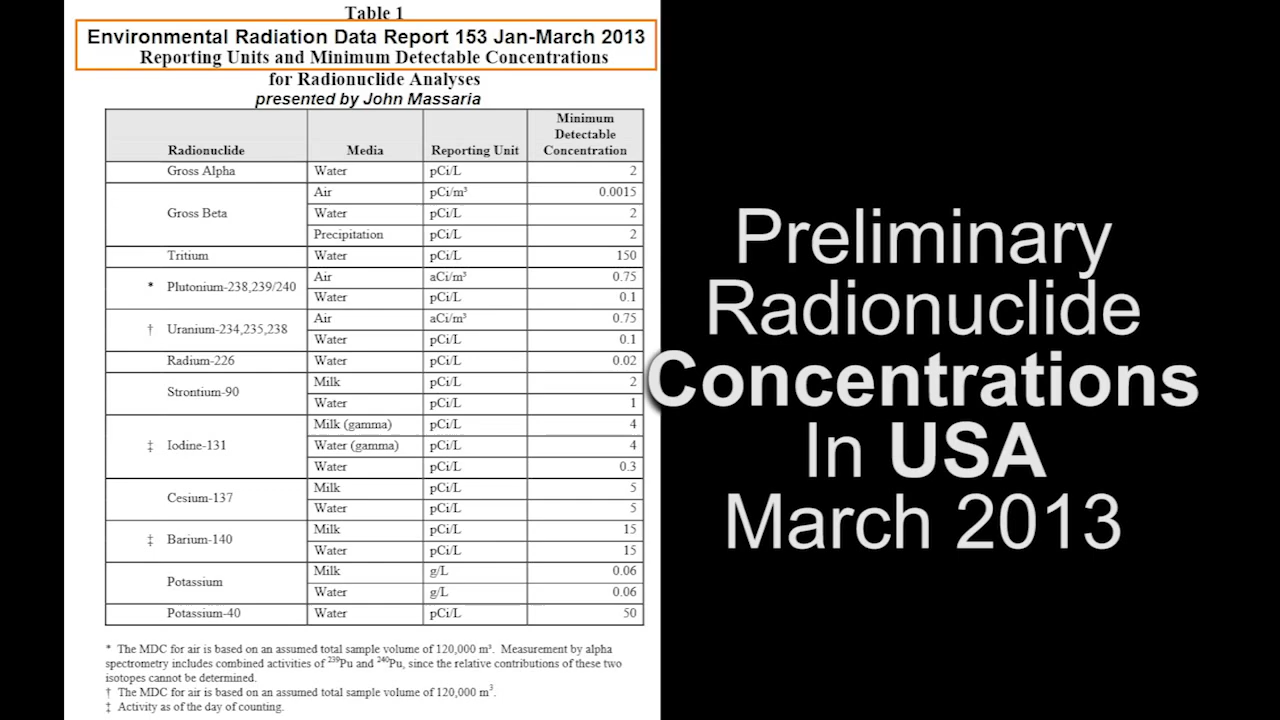 Table 1
Environmental Radiation Data Report 153 Jan-March 2013
Reporting Units and Minimum Detectable Concentrations
for Radionuclide Analyses
presented by John Massaria
Radionuclide Media Reporting Unit Minimum Detectable Concentration
Gross Alpha Water pCi/L 2
Gross Beta Air pCi/m³ 0.0015
Water pCi/L 2
Precipitation pCi/L 2
Tritium Water pCi/L 150
* Plutonium-238,239/240 Air aCi/m³ 0.75
Water pCi/L 0.1
† Uranium-234,235,238 Air aCi/m³ 0.75
Water pCi/L 0.1
Radium-226 Water pCi/L 0.02
Strontium-90 Milk pCi/L 2
Water pCi/L 1
‡ Iodine-131 Milk (gamma) pCi/L 4
Water (gamma) pCi/L 4
Water pCi/L 0.3
Cesium-137 Milk pCi/L 5
Water pCi/L 5
‡ Barium-140 Milk pCi/L 15
Water pCi/L 15
Potassium Milk g/L 0.06
Water g/L 0.06
Potassium-40 Water pCi/L 50
* The MDC for air is based on an assumed total sample volume of 120,000 m³. Measurement by alpha
spectrometry includes combined activities of ²³⁹Pu and ²⁴⁰Pu, since the relative contributions of these two
isotopes cannot be determined.
† The MDC for air is based on an assumed total sample volume of 120,000 m³.
‡ Activity as of the day of counting.
Preliminary
Radionuclide
Concentrations
In USA
March 2013